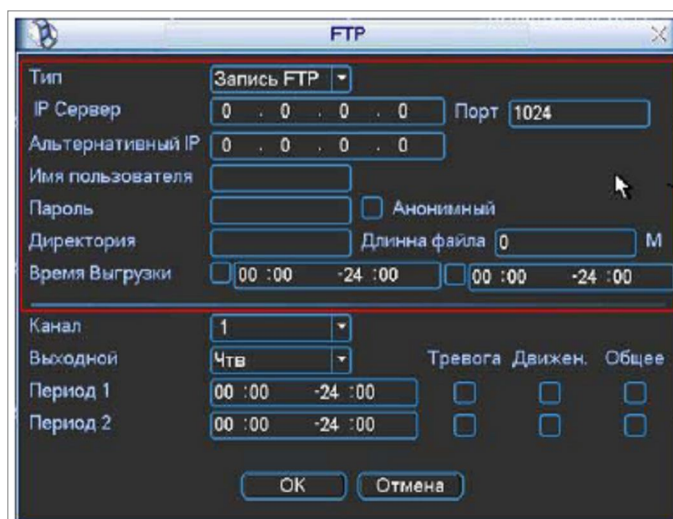 FTP
Тип Запись FTP
IP Сервер 0 . 0 . 0 . 0 Порт 1024
Альтернативный IP 0 . 0 . 0 . 0
Имя пользователя
Пароль Анонимный
Директория Длинна файла 0 М
Время Выгрузки 00 :00 -24 :00 00 :00 -24 :00
Канал 1
Выходной Чтв Тревога Движен. Общее
Период 1 00 :00 -24 :00
Период 2 00 :00 -24 :00
OK Отмена